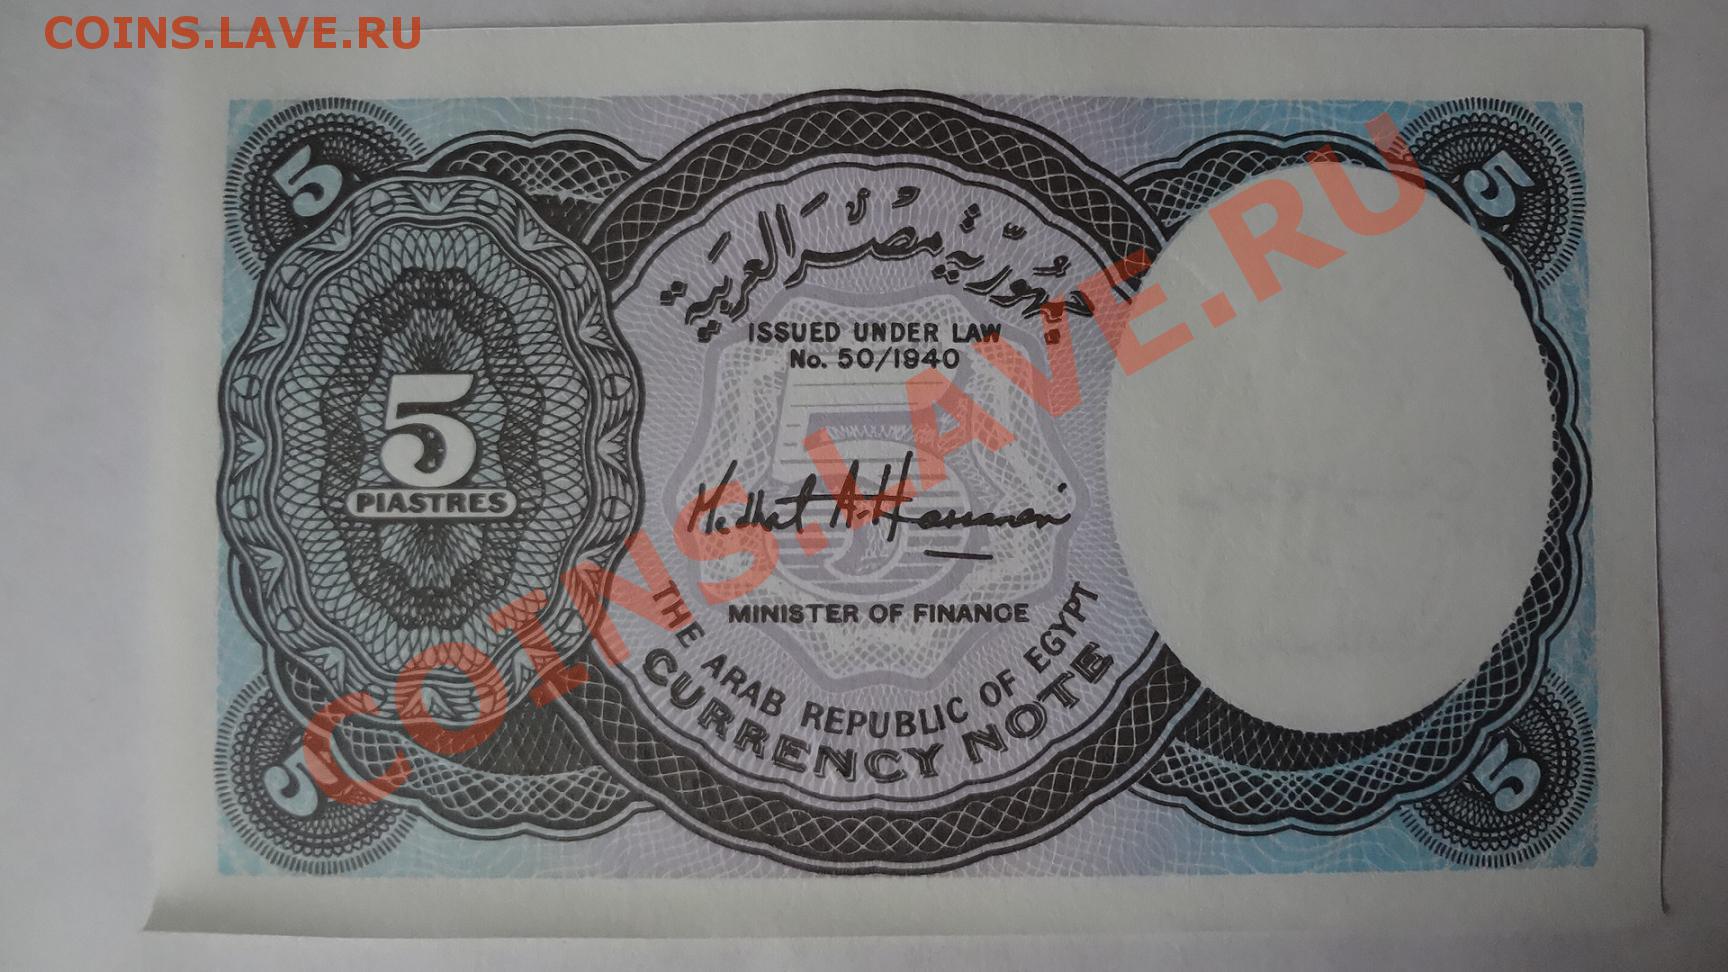 COINS.LAVE.RU
5
5
جمهورية مصر العربية
ISSUED UNDER LAW
No. 50/1940
5
PIASTRES
Medhat A. Hassanein
MINISTER OF FINANCE
THE ARAB REPUBLIC OF EGYPT
CURRENCY NOTE
5
5
COINS.LAVE.RU